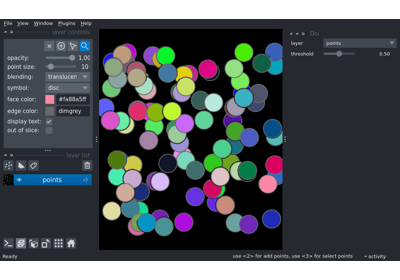 File View Window Plugins Help
layer controls
opacity: 1.00
point size: 10
blending: translucen
symbol: disc
face color: #fa88a5ff
edge color: dimgrey
display text:
out of slice:
layer list
points
layer points
threshold 0.50
Ready
use <2> for add points, use <3> for select points
activity